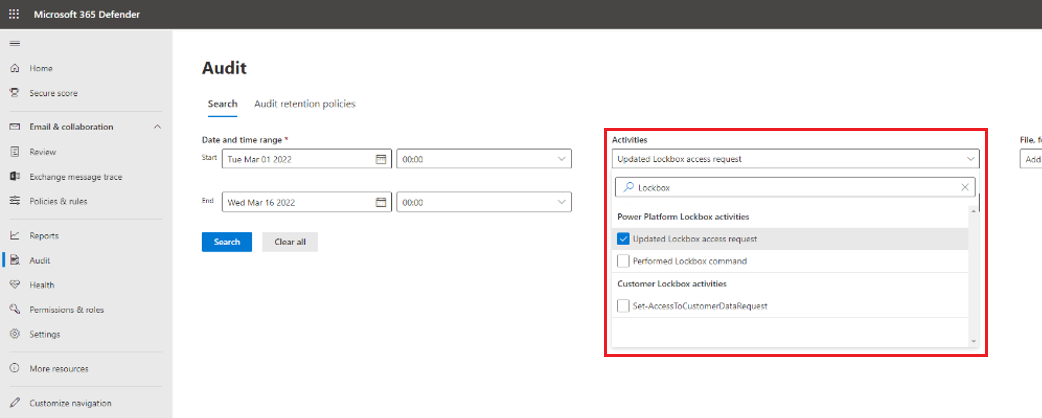 Microsoft 365 Defender
Home
Secure score
Email & collaboration
Review
Exchange message trace
Policies & rules
Reports
Audit
Health
Permissions & roles
Settings
More resources
Customize navigation
Audit
Search
Audit retention policies
Date and time range *
Start
Tue Mar 01 2022
00:00
End
Wed Mar 16 2022
00:00
Search
Clear all
Activities
Updated Lockbox access request
Lockbox
Power Platform Lockbox activities
Updated Lockbox access request
Performed Lockbox command
Customer Lockbox activities
Set-AccessToCustomerDataRequest
File, f
Add